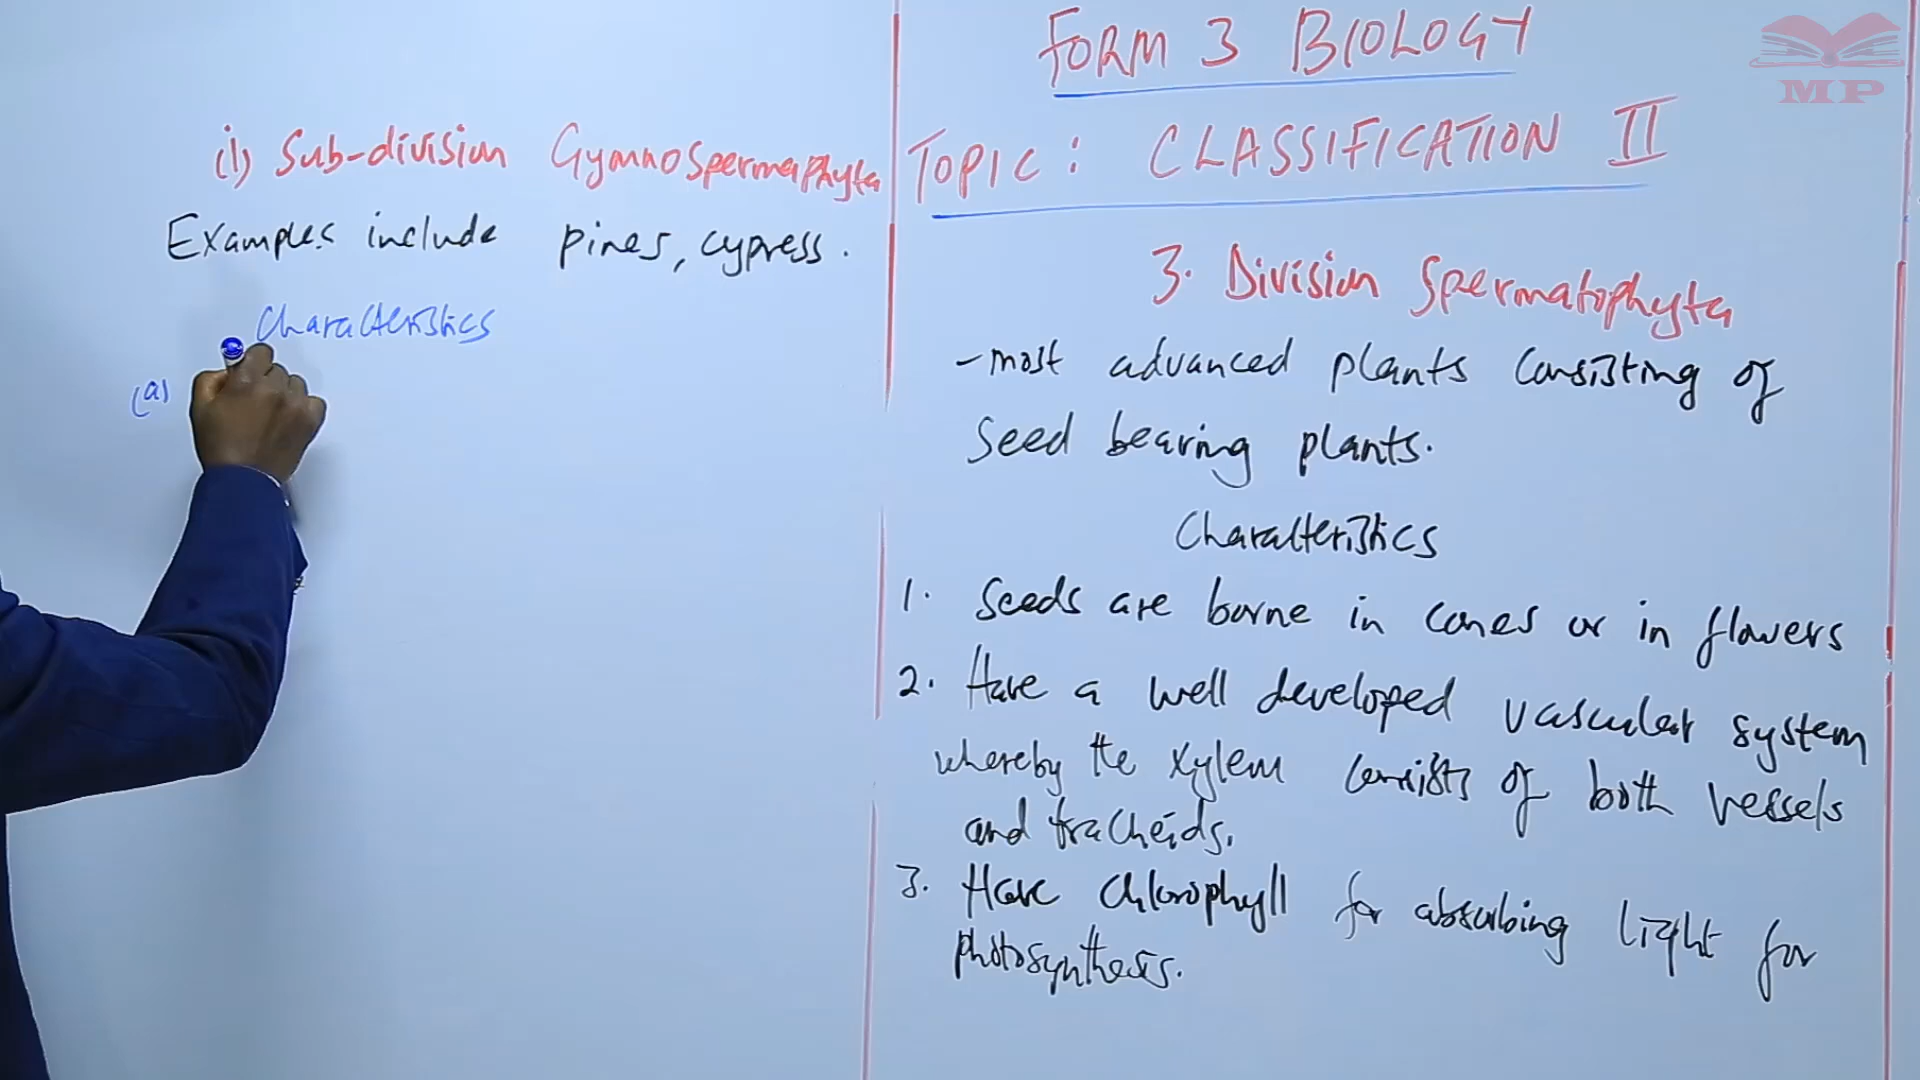 FORM 3 BIOLOGY
TOPIC: CLASSIFICATION II
3. Division Spermatophyta
- most advanced plants consisting of
seed bearing plants.
Characteristics
1. Seeds are borne in cones or in flowers
2. Have a well developed vascular system
whereby the xylem consists of both vessels
and tracheids.
3. Have chlorophyll for absorbing light for
photosynthesis.
(i) Sub-division Gymnospermaphyta
Examples include pines, cypress.
Characteristics
(a)
MP